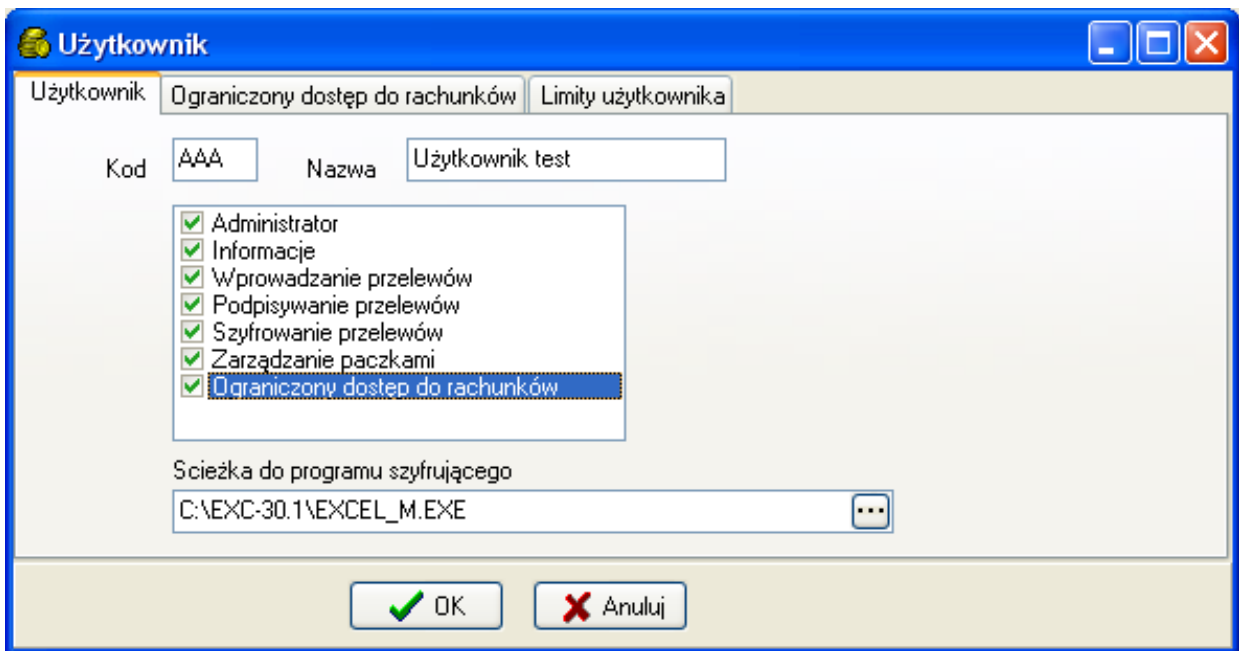 Użytkownik
Użytkownik Ograniczony dostęp do rachunków Limity użytkownika
Kod AAA Nazwa Użytkownik test
Administrator
Informacje
Wprowadzanie przelewów
Podpisywanie przelewów
Szyfrowanie przelewów
Zarządzanie paczkami
Ograniczony dostęp do rachunków
Scieżka do programu szyfrującego
C:\EXC-30.1\EXCEL_M.EXE ...
OK Anuluj